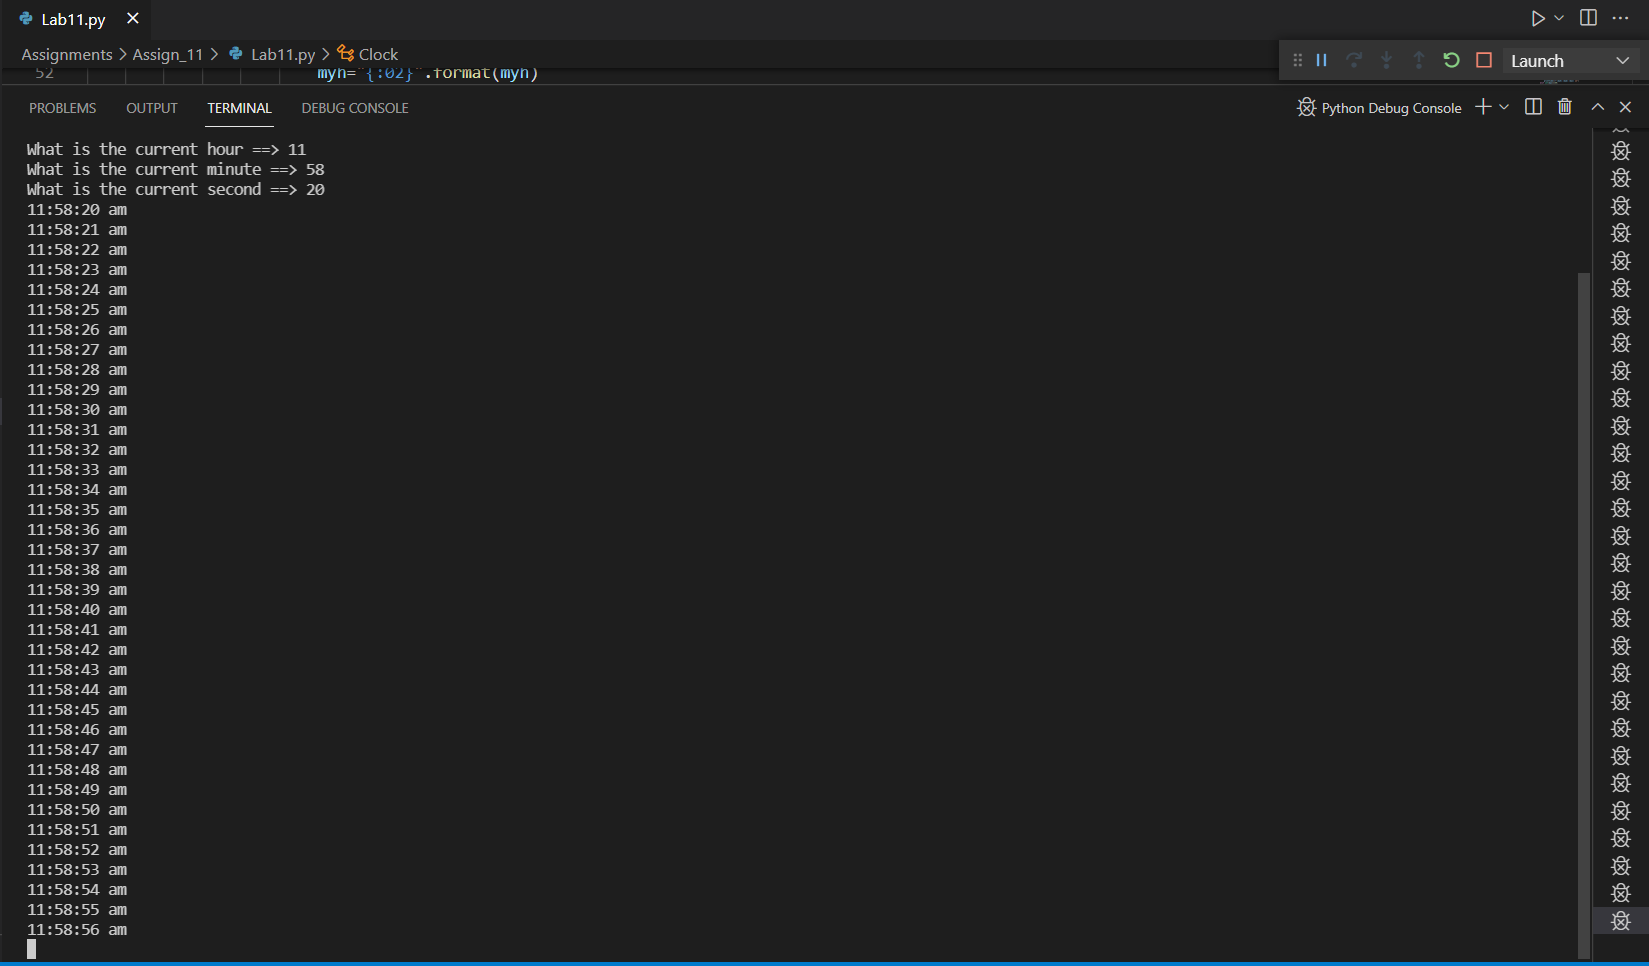 Lab11.py
Assignments > Assign_11 > Lab11.py > Clock
Launch
52 myh="{:02}".format(myh)
PROBLEMS OUTPUT TERMINAL DEBUG CONSOLE
Python Debug Console
What is the current hour ==> 11
What is the current minute ==> 58
What is the current second ==> 20
11:58:20 am
11:58:21 am
11:58:22 am
11:58:23 am
11:58:24 am
11:58:25 am
11:58:26 am
11:58:27 am
11:58:28 am
11:58:29 am
11:58:30 am
11:58:31 am
11:58:32 am
11:58:33 am
11:58:34 am
11:58:35 am
11:58:36 am
11:58:37 am
11:58:38 am
11:58:39 am
11:58:40 am
11:58:41 am
11:58:42 am
11:58:43 am
11:58:44 am
11:58:45 am
11:58:46 am
11:58:47 am
11:58:48 am
11:58:49 am
11:58:50 am
11:58:51 am
11:58:52 am
11:58:53 am
11:58:54 am
11:58:55 am
11:58:56 am